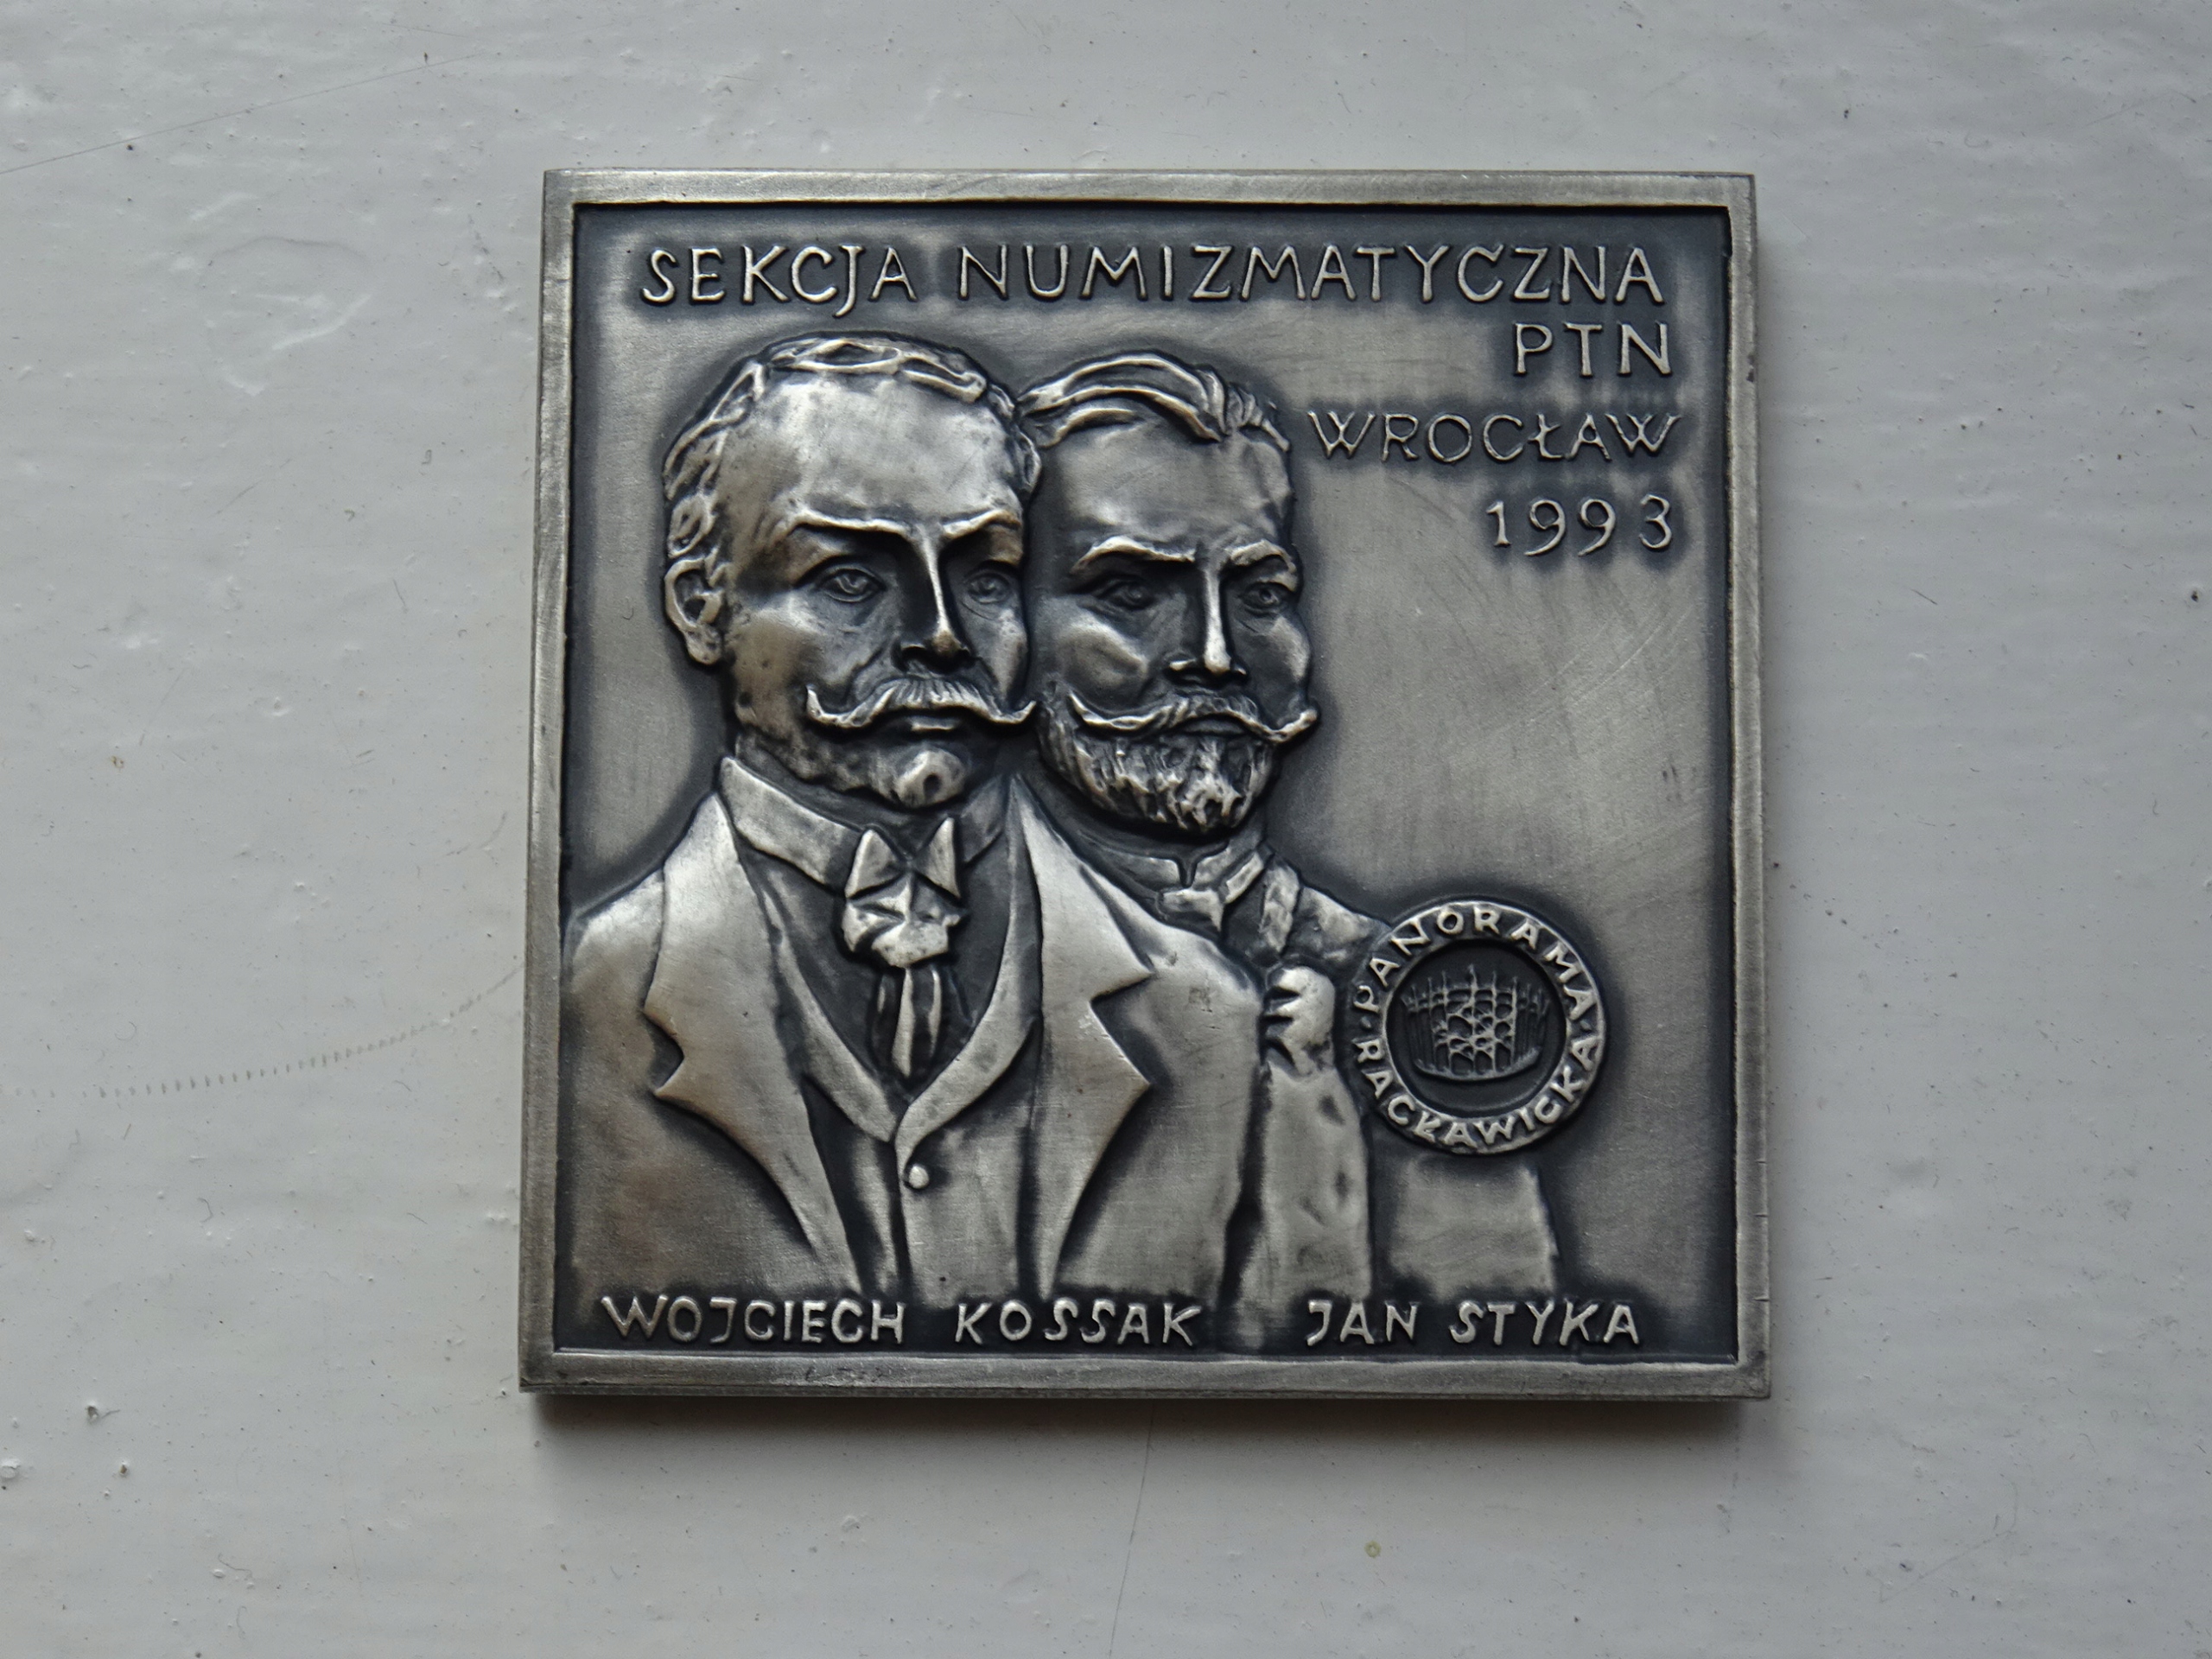 SEKCJA NUMIZMATYCZNA
PTN
WROCŁAW
1993
PANORAMA · RACŁAWICKA ·
WOJCIECH KOSSAK JAN STYKA